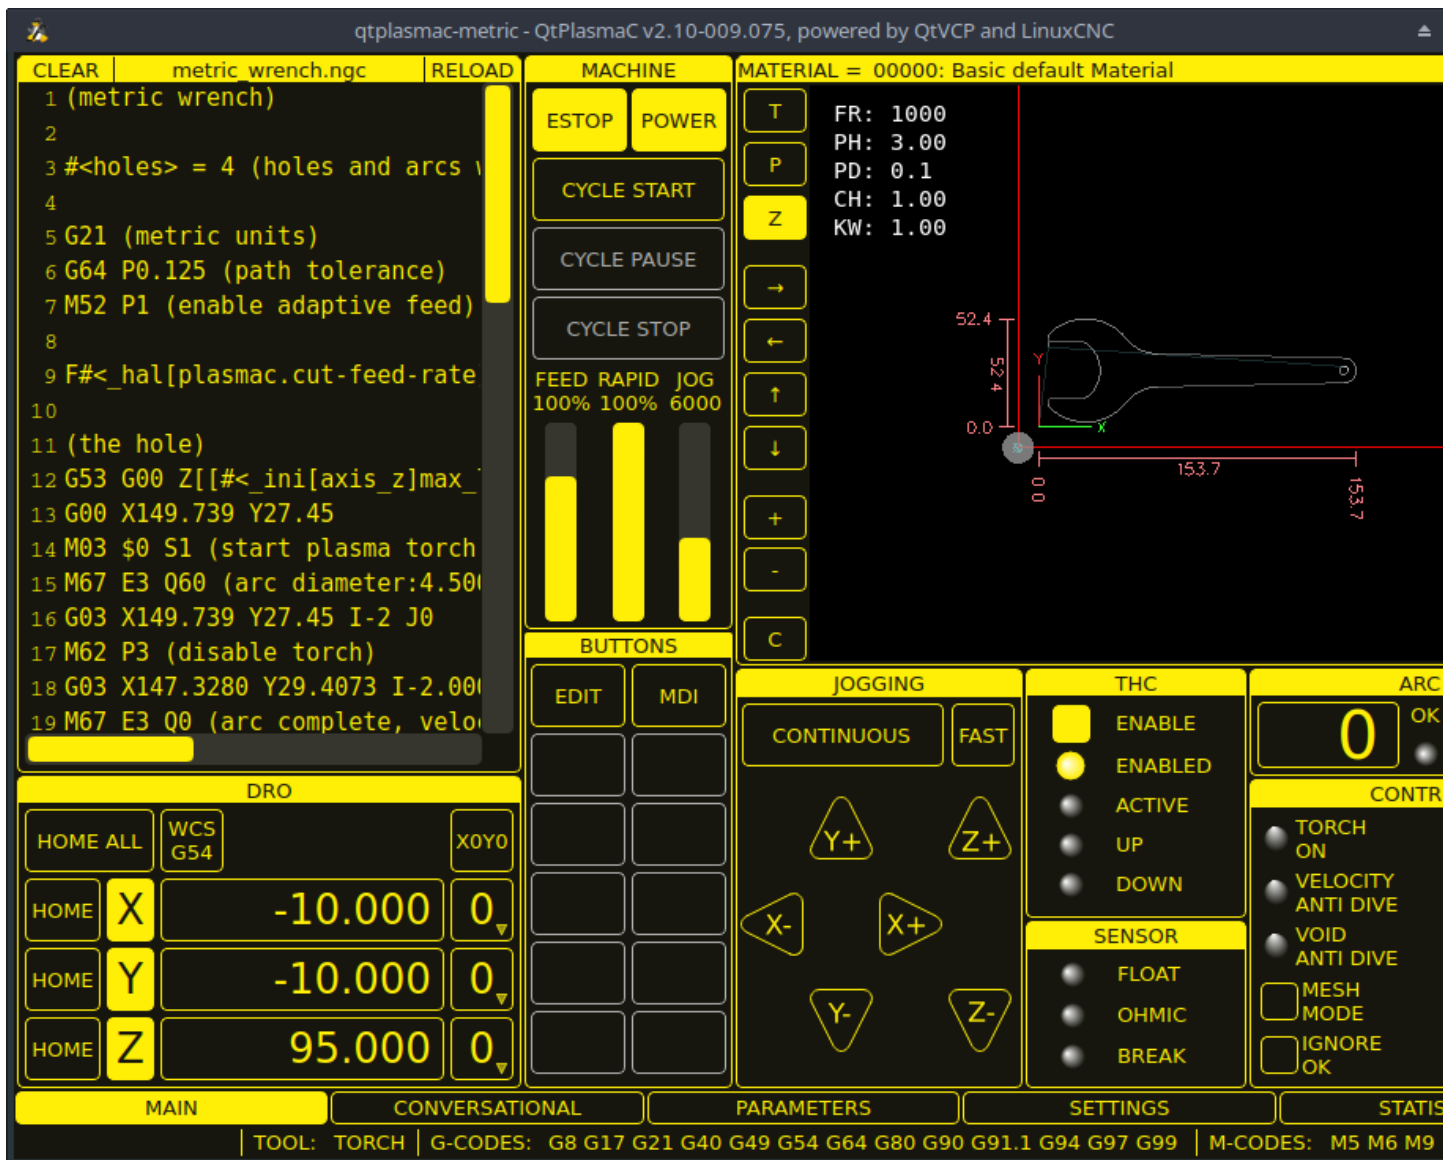 qtplasmac-metric - QtPlasmaC v2.10-009.075, powered by QtVCP and LinuxCNC
CLEAR metric_wrench.ngc RELOAD
1 (metric wrench)
2
3 #<holes> = 4 (holes and arcs
4
5 G21 (metric units)
6 G64 P0.125 (path tolerance)
7 M52 P1 (enable adaptive feed)
8
9 F#<_hal[plasmac.cut-feed-rate
10
11 (the hole)
12 G53 G00 Z[[#<_ini[axis_z]max_
13 G00 X149.739 Y27.45
14 M03 $0 S1 (start plasma torch
15 M67 E3 Q60 (arc diameter:4.500
16 G03 X149.739 Y27.45 I-2 J0
17 M62 P3 (disable torch)
18 G03 X147.3280 Y29.4073 I-2.000
19 M67 E3 Q0 (arc complete, velo
MACHINE
ESTOP POWER
CYCLE START
CYCLE PAUSE
CYCLE STOP
FEED RAPID JOG
100% 100% 6000
MATERIAL = 00000: Basic default Material
T
P
Z
→
←
↑
↓
+
-
C
FR: 1000
PH: 3.00
PD: 0.1
CH: 1.00
KW: 1.00
52.4
52.4
Y
0.0
X
153.7
0.0
153.7
BUTTONS
EDIT MDI
DRO
HOME ALL
WCS
G54
X0Y0
HOME X -10.000 0
HOME Y -10.000 0
HOME Z 95.000 0
JOGGING
CONTINUOUS FAST
Y+ Z+
X- X+
Y- Z-
THC
ENABLE
ENABLED
ACTIVE
UP
DOWN
SENSOR
FLOAT
OHMIC
BREAK
ARC
0 OK
CONTR
TORCH
ON
VELOCITY
ANTI DIVE
VOID
ANTI DIVE
MESH
MODE
IGNORE
OK
MAIN CONVERSATIONAL PARAMETERS SETTINGS STATIS
TOOL: TORCH G-CODES: G8 G17 G21 G40 G49 G54 G64 G80 G90 G91.1 G94 G97 G99 M-CODES: M5 M6 M9